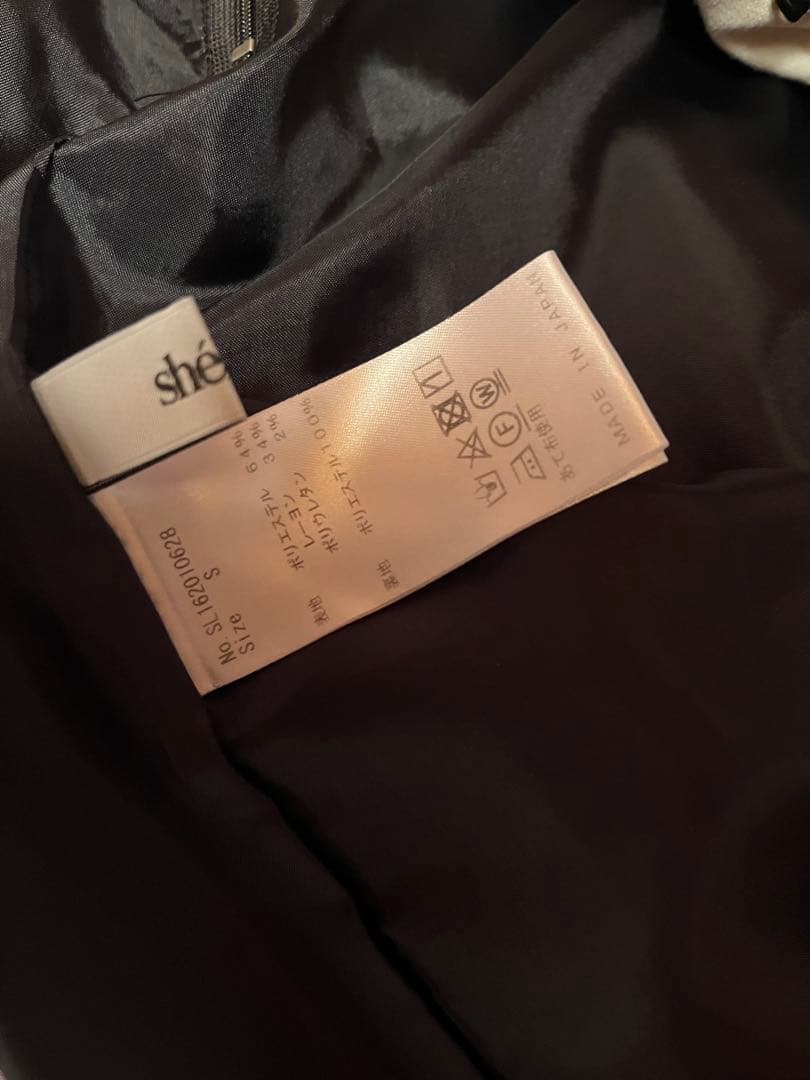 shé
No.SL162010628
Size S
表地 ポリエステル 64%
レーヨン 34%
ポリウレタン 2%
裏地 ポリエステル100%
W
F
あて布使用
MADE IN JAPAN